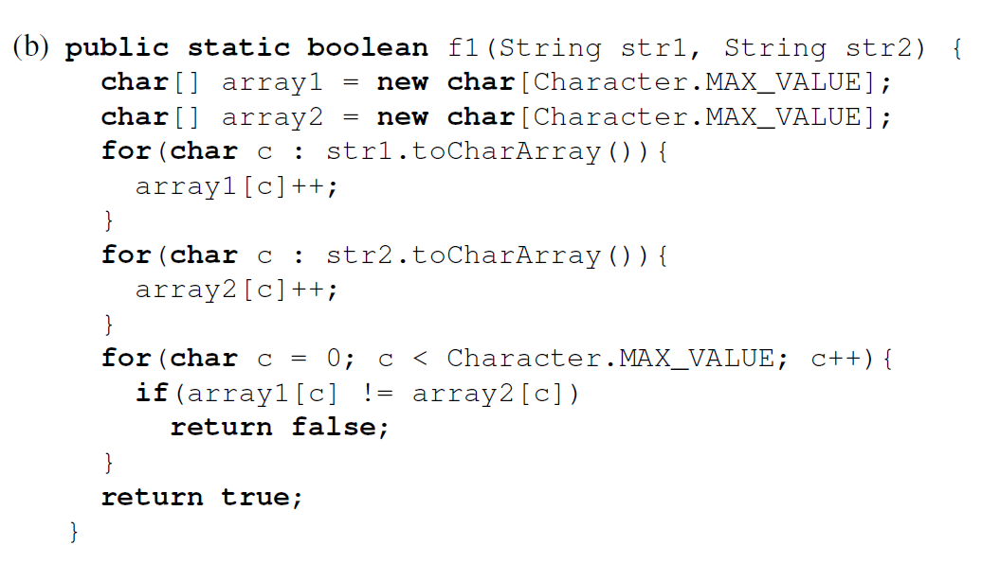 (b) public static boolean f1(String str1, String str2) {
char[] array1 = new char[Character.MAX_VALUE];
char[] array2 = new char[Character.MAX_VALUE];
for(char c : str1.toCharArray()){
array1[c]++;
}
for(char c : str2.toCharArray()){
array2[c]++;
}
for(char c = 0; c < Character.MAX_VALUE; c++){
if(array1[c] != array2[c])
return false;
}
return true;
}